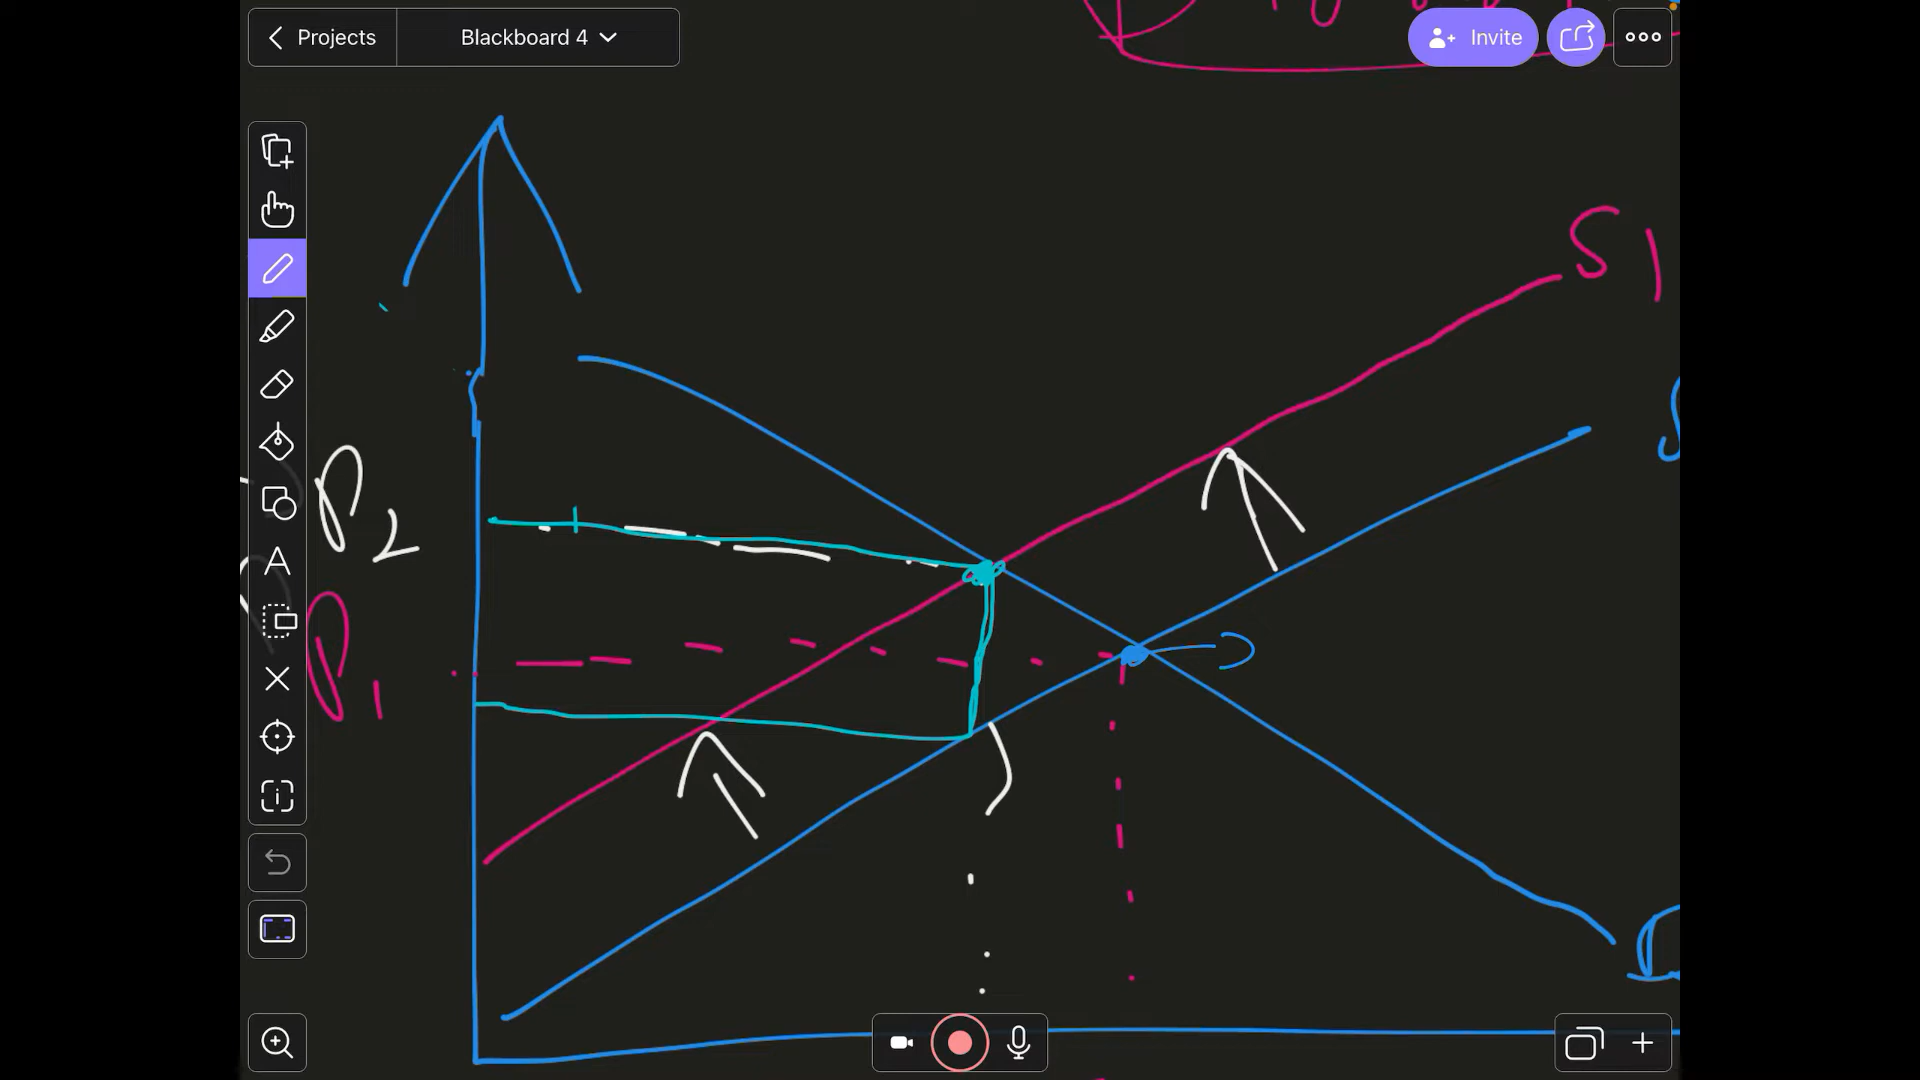 Projects
Blackboard 4
Invite
S1
P2
P1